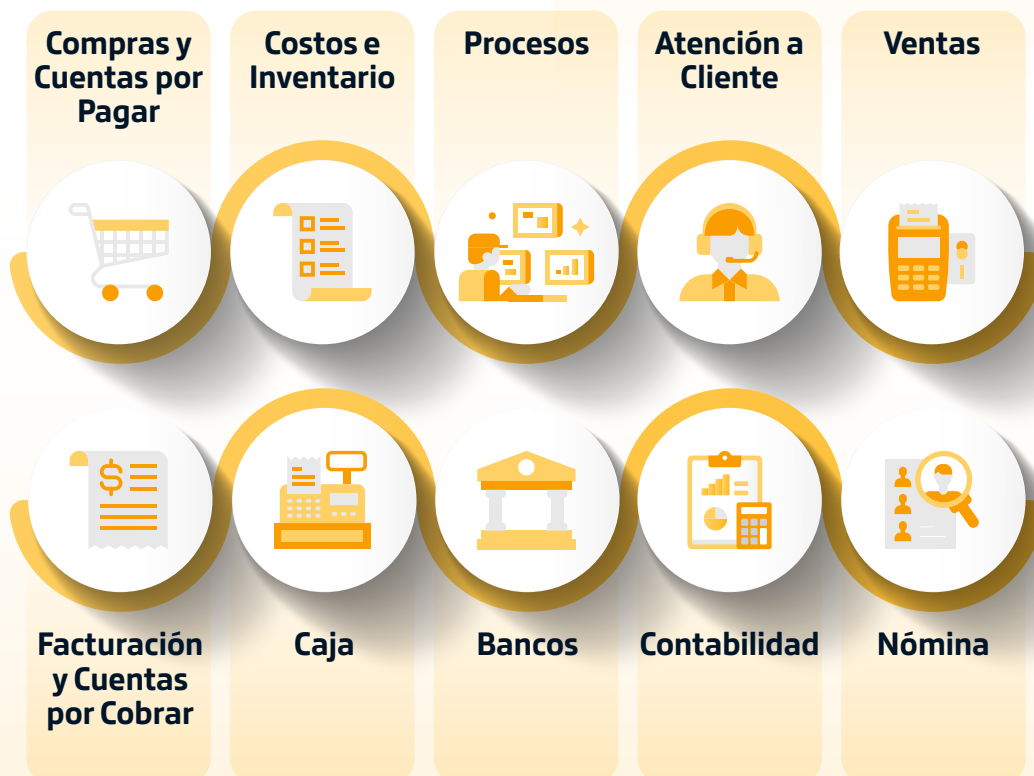 Compras y
Cuentas por
Pagar
Costos e
Inventario
Procesos
Atención a
Cliente
Ventas
$
Facturación
y Cuentas
por Cobrar
Caja
Bancos
Contabilidad
Nómina